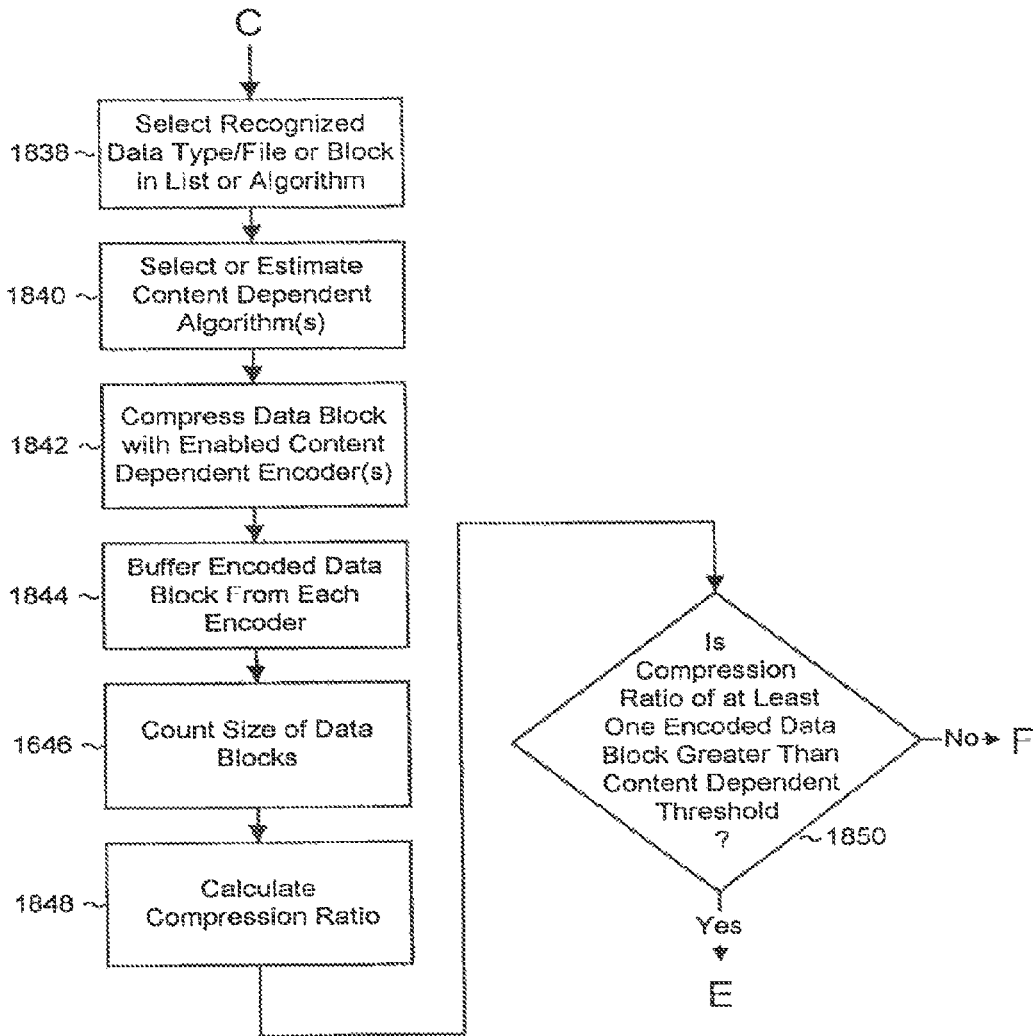 C
1838
Select Recognized
Data Type/File or Block
in List or Algorithm
1840
Select or Estimate
Content Dependent
Algorithm(s)
1842
Compress Data Block
with Enabled Content
Dependent Encoder(s)
1844
Buffer Encoded Data
Block From Each
Encoder
1646
Count Size of Data
Blocks
1848
Calculate
Compression Ratio
Is
Compression
Ratio of at Least
One Encoded Data
Block Greater Than
Content Dependent
Threshold
?
1850
No
F
Yes
E